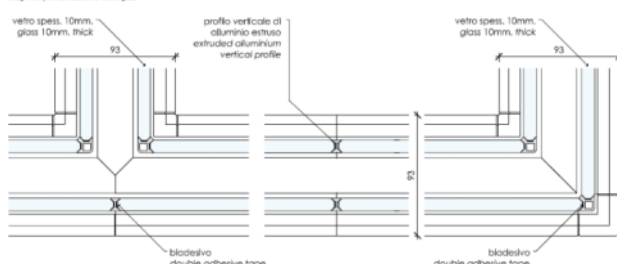 vetro spess. 10mm.
glass 10mm. thick
93
profilo verticale di
alluminio estruso
extruded alluminium
vertical profile
vetro spess. 10mm.
glass 10mm. thick
93
93
biadesivo
double adhesive tape
biadesivo
double adhesive tape